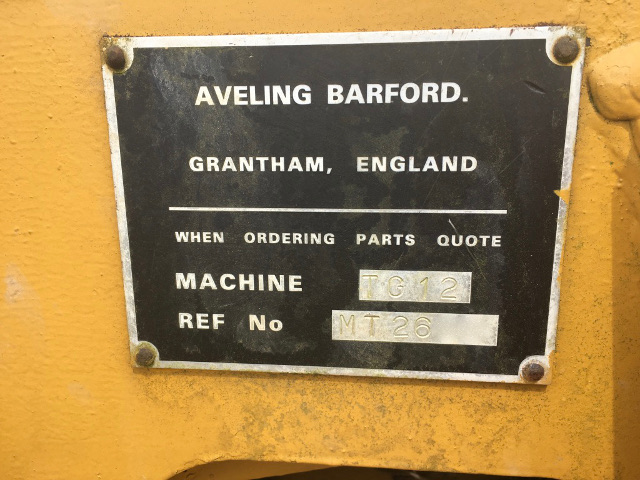 AVELING BARFORD.
GRANTHAM, ENGLAND
WHEN ORDERING PARTS QUOTE
MACHINE TG12
REF No MT26